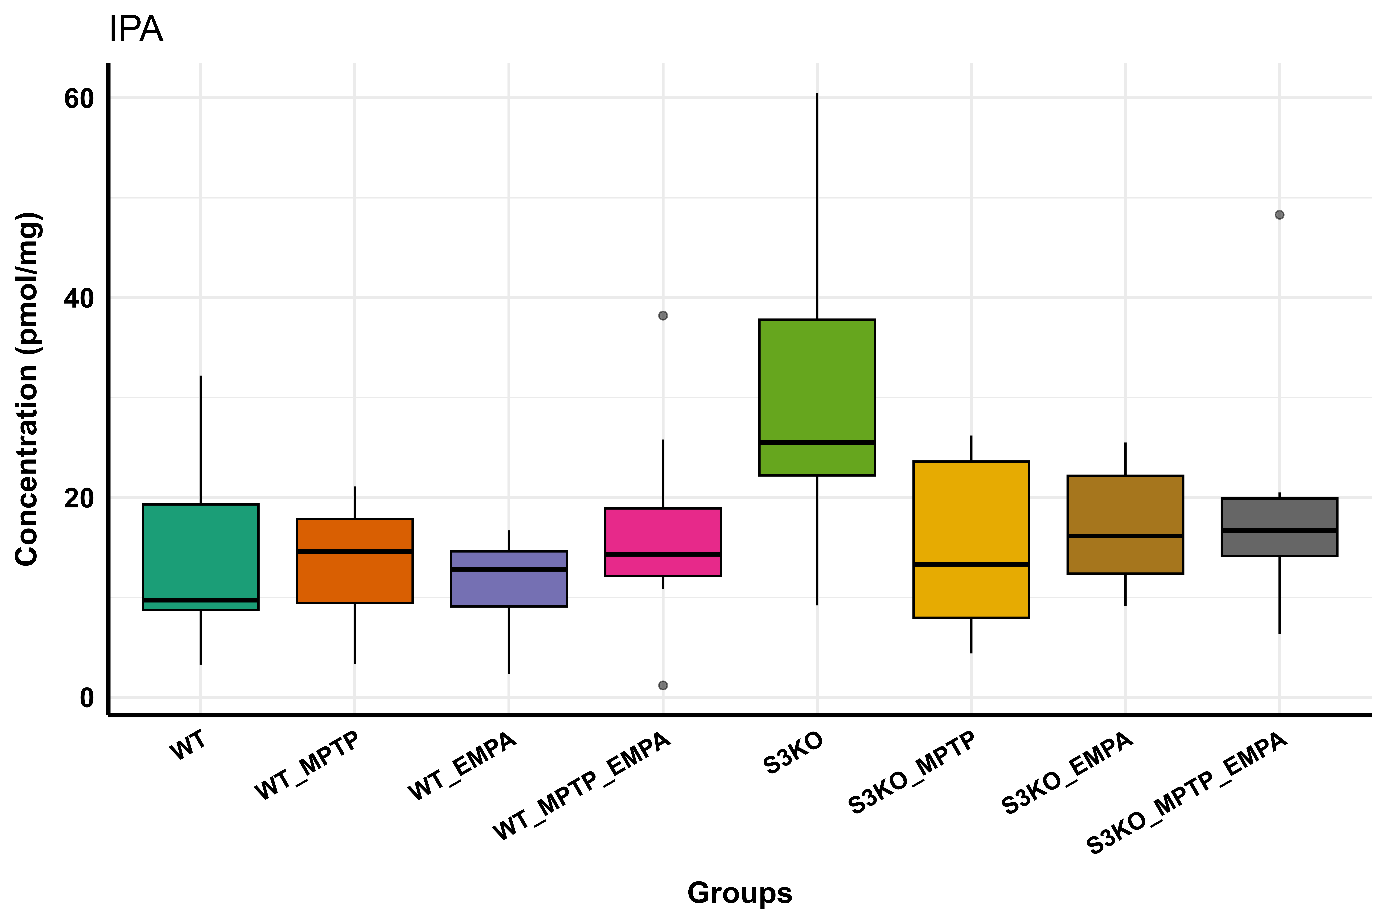 IPA
60
40
20
0
Concentration (pmol/mg)
WT
WT_MPTP
WT_EMPA
WT_MPTP_EMPA
S3KO
S3KO_MPTP
S3KO_EMPA
S3KO_MPTP_EMPA
Groups